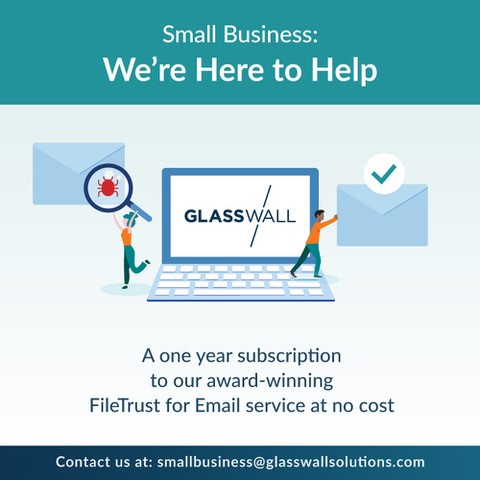 Small Business:
We're Here to Help
GLASSWALL
A one year subscription
to our award-winning
FileTrust for Email service at no cost
Contact us at: smallbusiness@glasswallsolutions.com